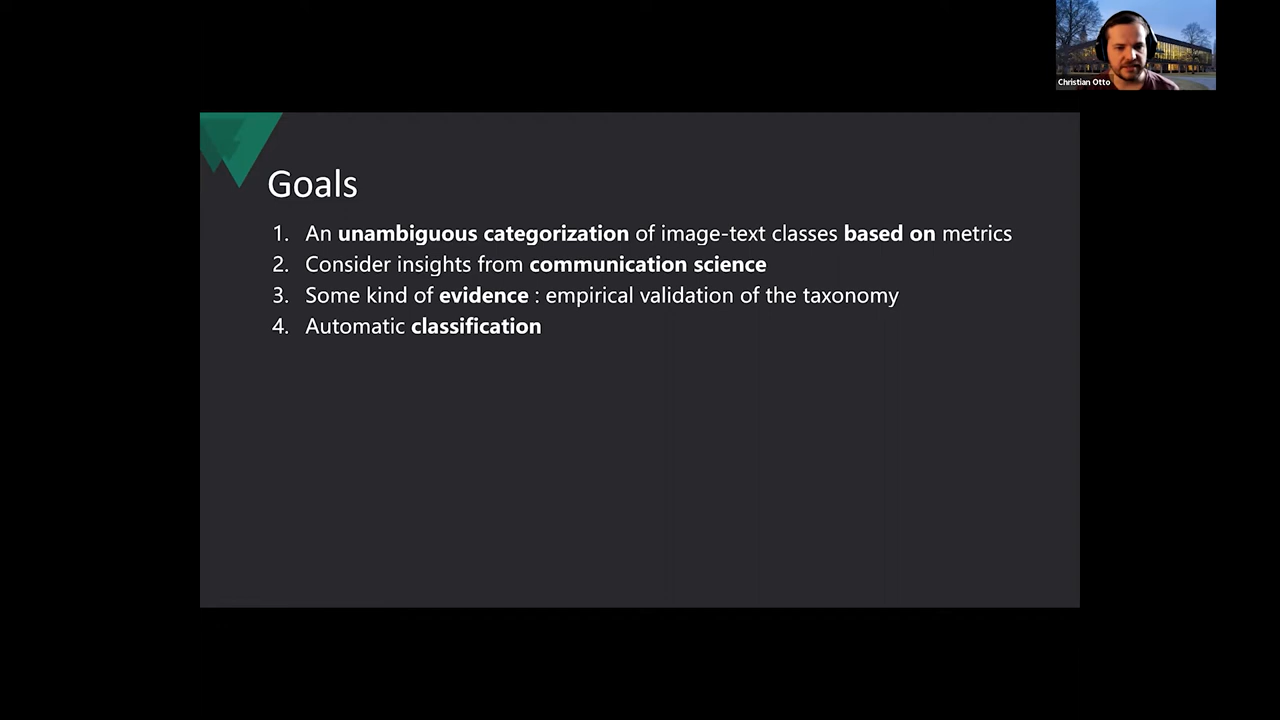 Christian Otto
Goals
1. An unambiguous categorization of image-text classes based on metrics
2. Consider insights from communication science
3. Some kind of evidence : empirical validation of the taxonomy
4. Automatic classification